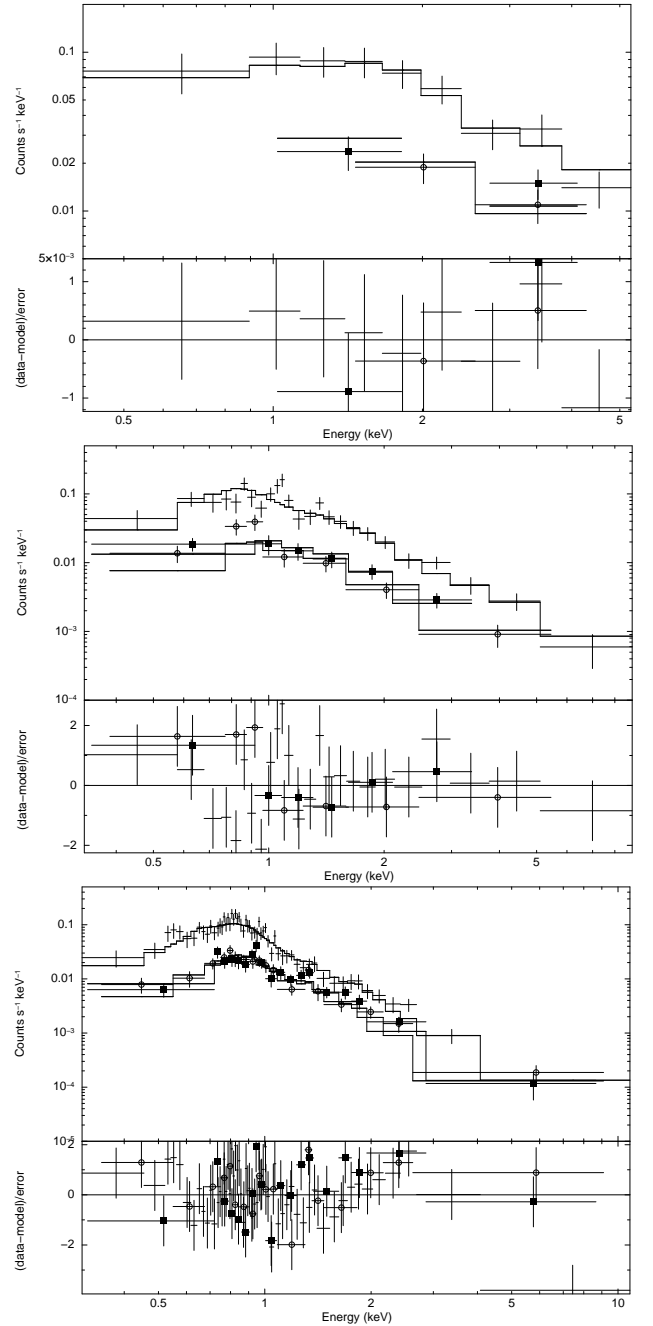 0.1
0.05
0.02
0.01
5×10⁻³
Counts s⁻¹ keV⁻¹
1
0
−1
(data−model)/error
0.5 1 2 5
Energy (keV)
0.1
0.01
10⁻³
10⁻⁴
Counts s⁻¹ keV⁻¹
2
0
−2
(data−model)/error
0.5 1 2 5
Energy (keV)
0.1
0.01
10⁻³
10⁻⁴
Counts s⁻¹ keV⁻¹
2
0
−2
(data−model)/error
0.5 1 2 5 10
Energy (keV)